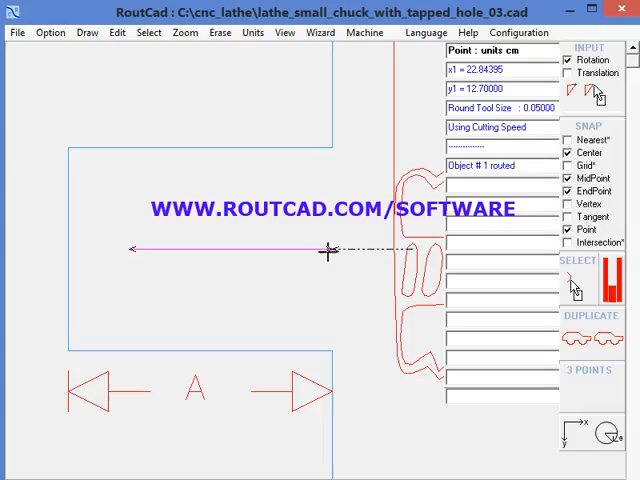 RoutCad : C:\cnc_lathe\lathe_small_chuck_with_tapped_hole_03.cad
File Draw Edit Select Zoom Erase Units View Wizard Machine Language Help Configuration
Point : units cm
x1 = 22.84395
y1 = 12.70000
Round Tool Size : 0.05000
Using Cutting Speed
---------------
Object # 1 routed
INPUT
Rotation
Translation
SNAP
Nearest*
Center
Grid*
MidPoint
EndPoint
Vertex
Tangent
Point
Intersection*
SELECT
DUPLICATE
3 POINTS
x
y
WWW.ROUTCAD.COM/SOFTWARE
A